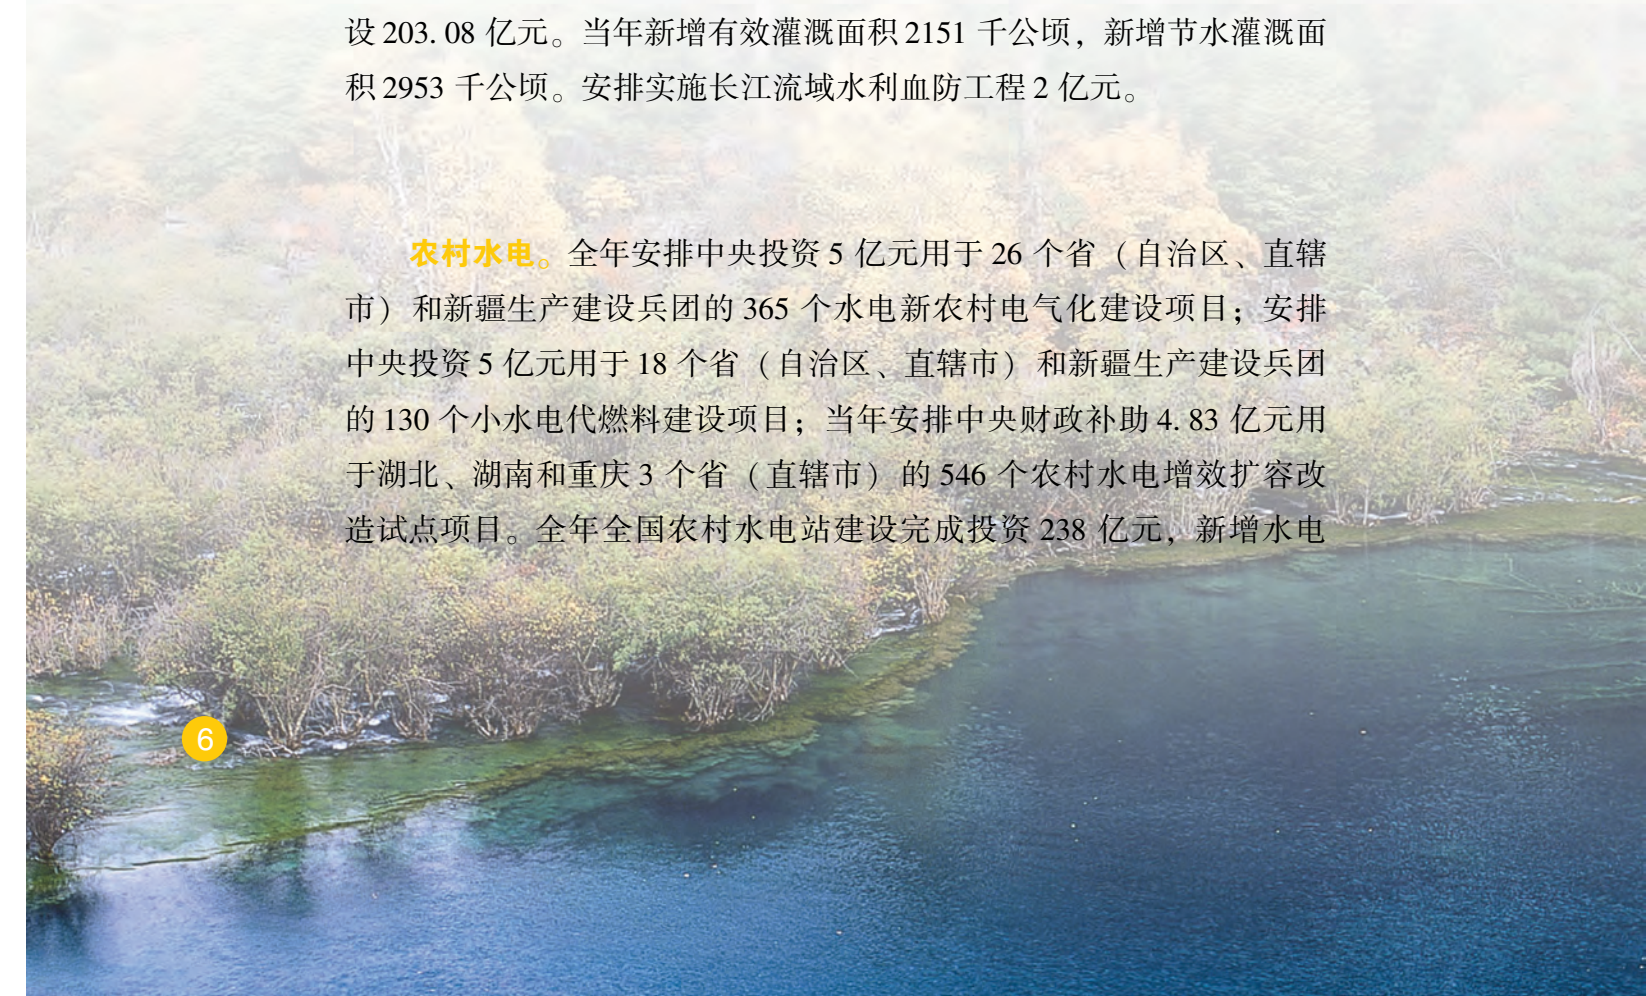 设 203. 08 亿元。当年新增有效灌溉面积 2151 千公顷，新增节水灌溉面
积 2953 千公顷。安排实施长江流域水利血防工程 2 亿元。
农村水电。全年安排中央投资 5 亿元用于 26 个省（自治区、直辖
市）和新疆生产建设兵团的 365 个水电新农村电气化建设项目；安排
中央投资 5 亿元用于 18 个省（自治区、直辖市）和新疆生产建设兵团
的 130 个小水电代燃料建设项目；当年安排中央财政补助 4. 83 亿元用
于湖北、湖南和重庆 3 个省（直辖市）的 546 个农村水电增效扩容改
造试点项目。全年全国农村水电站建设完成投资 238 亿元，新增水电
6